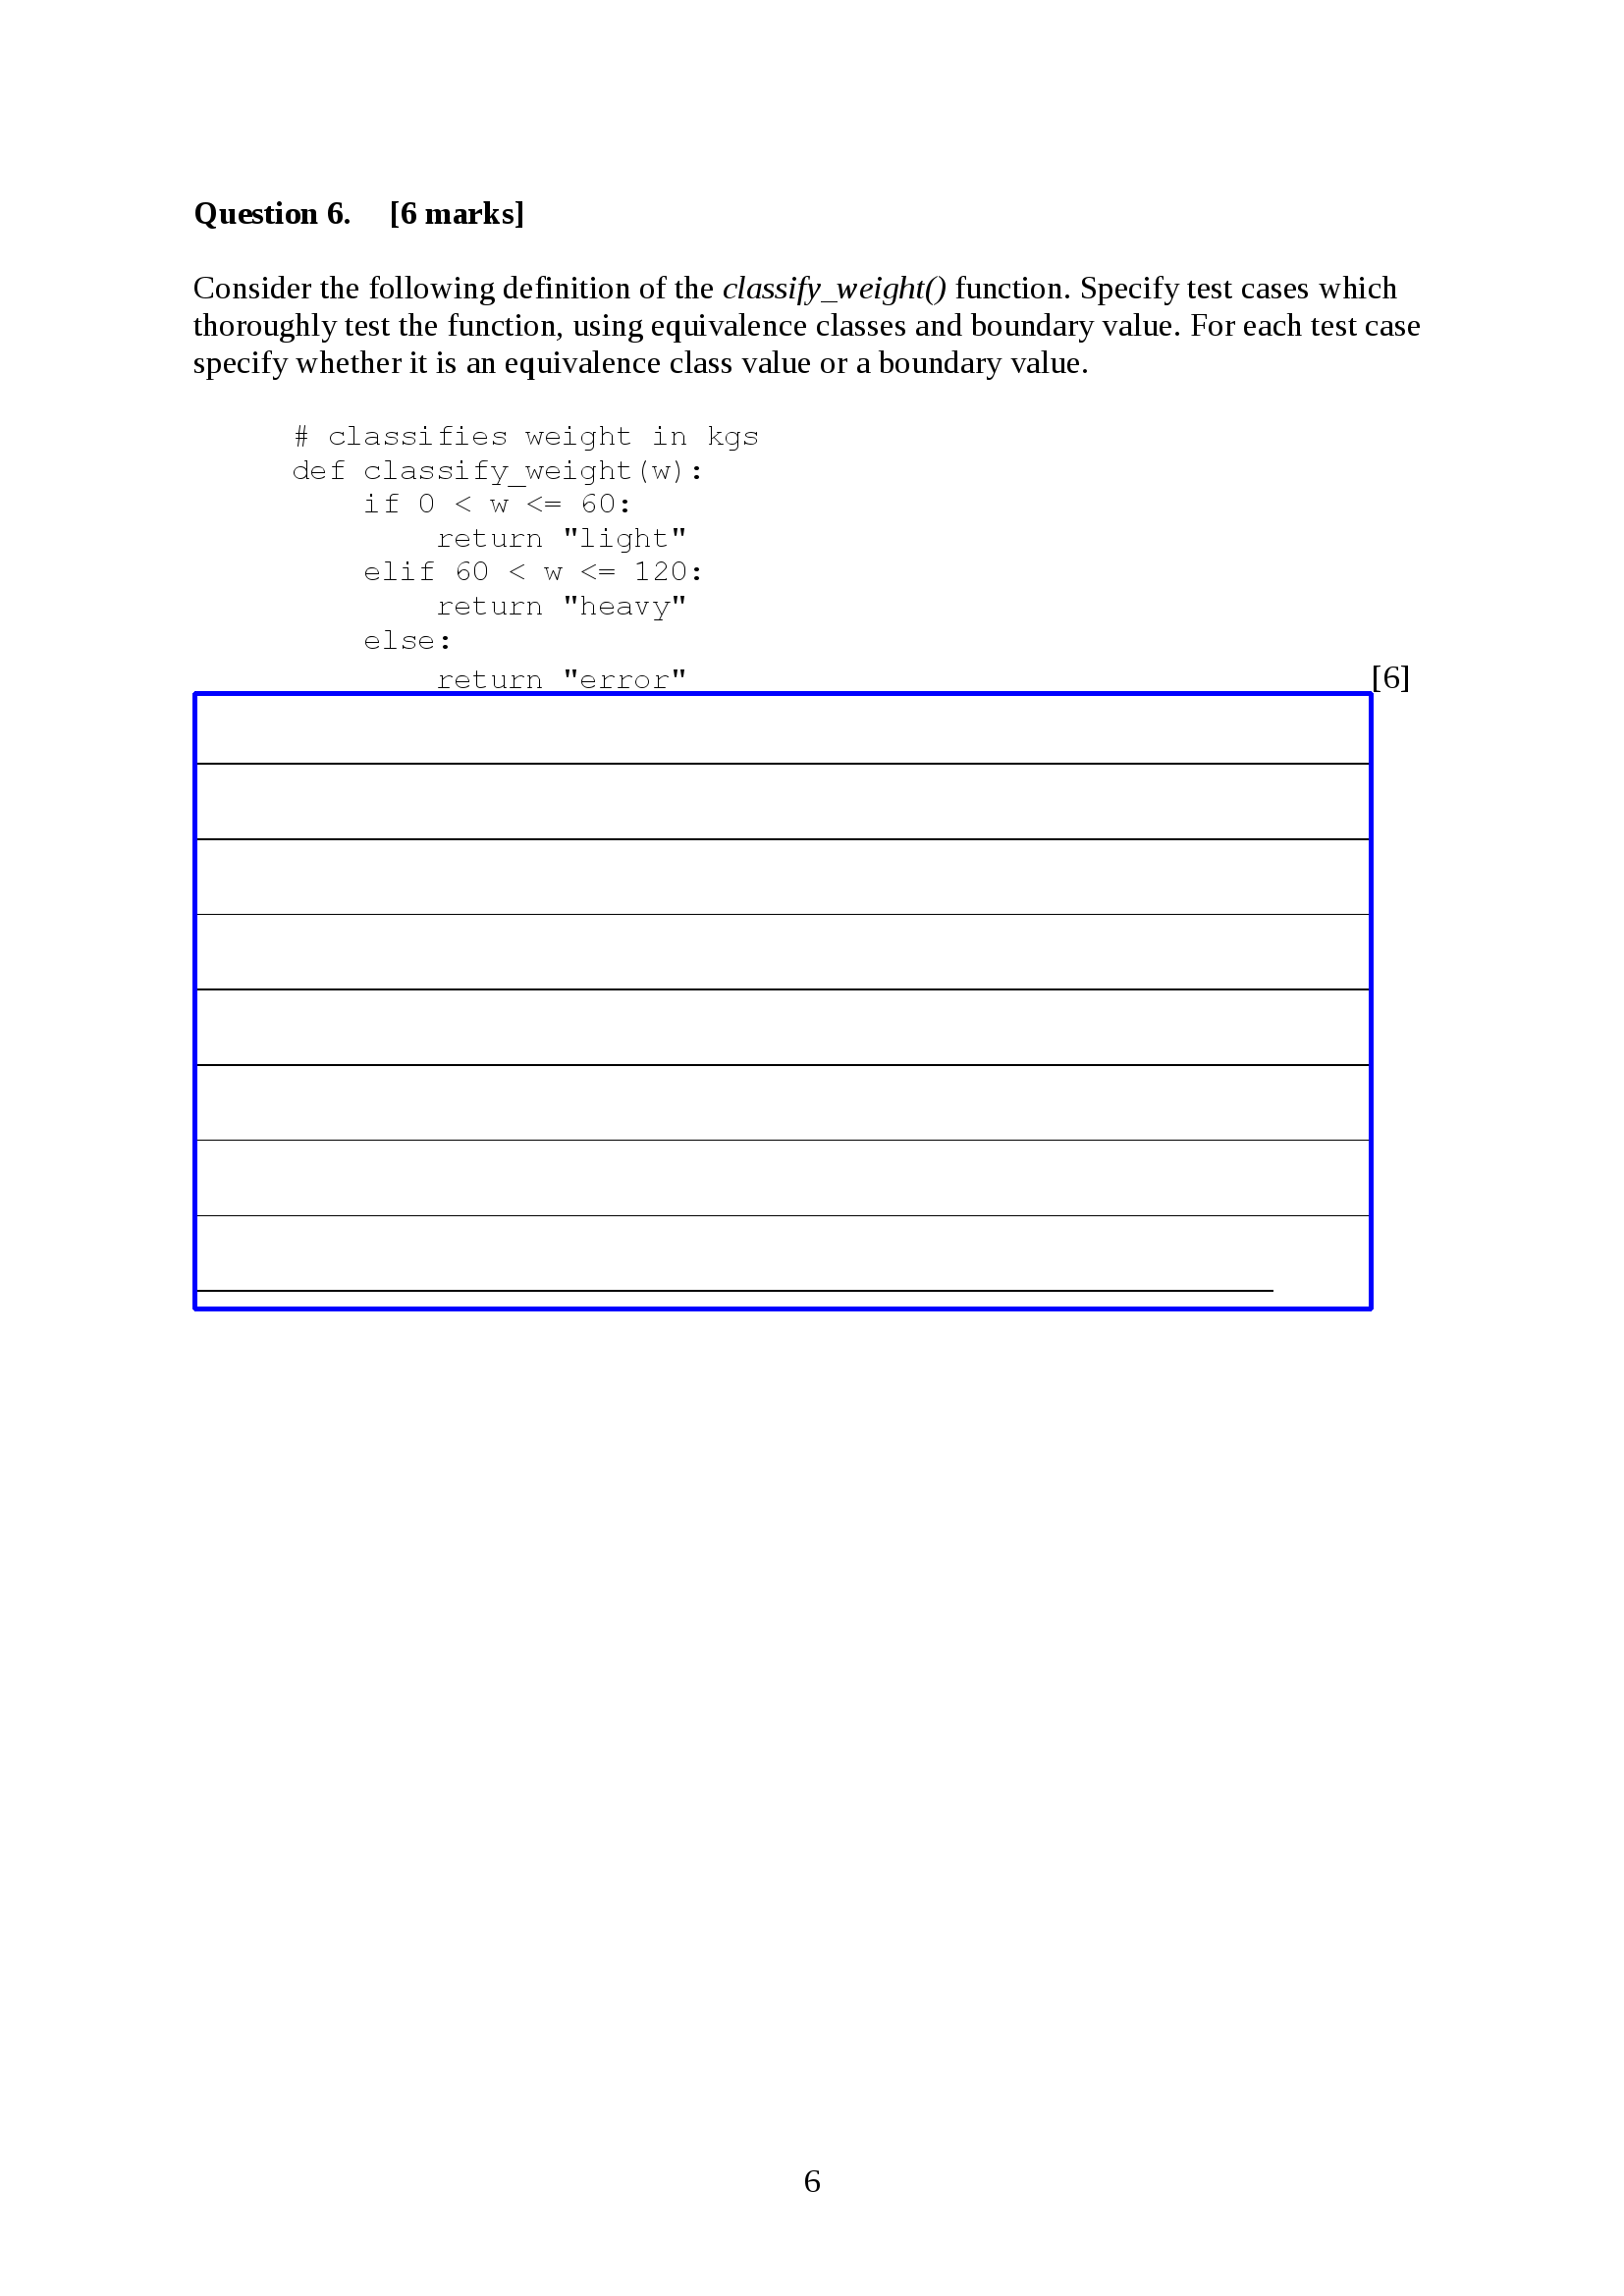 Question 6. [6 marks]
Consider the following definition of the classify_weight() function. Specify test cases which
thoroughly test the function, using equivalence classes and boundary value. For each test case
specify whether it is an equivalence class value or a boundary value.
# classifies weight in kgs
def classify_weight(w):
    if 0 < w <= 60:
        return "light"
    elif 60 < w <= 120:
        return "heavy"
    else:
        return "error" [6]
6